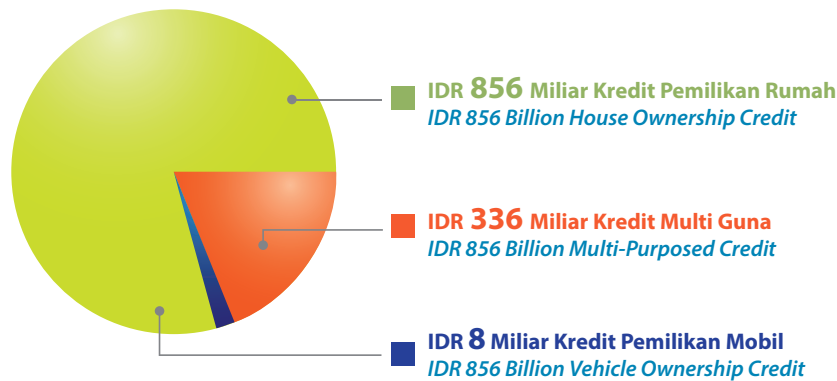 IDR 856 Miliar Kredit Pemilikan Rumah
IDR 856 Billion House Ownership Credit
IDR 336 Miliar Kredit Multi Guna
IDR 856 Billion Multi-Purposed Credit
IDR 8 Miliar Kredit Pemilikan Mobil
IDR 856 Billion Vehicle Ownership Credit